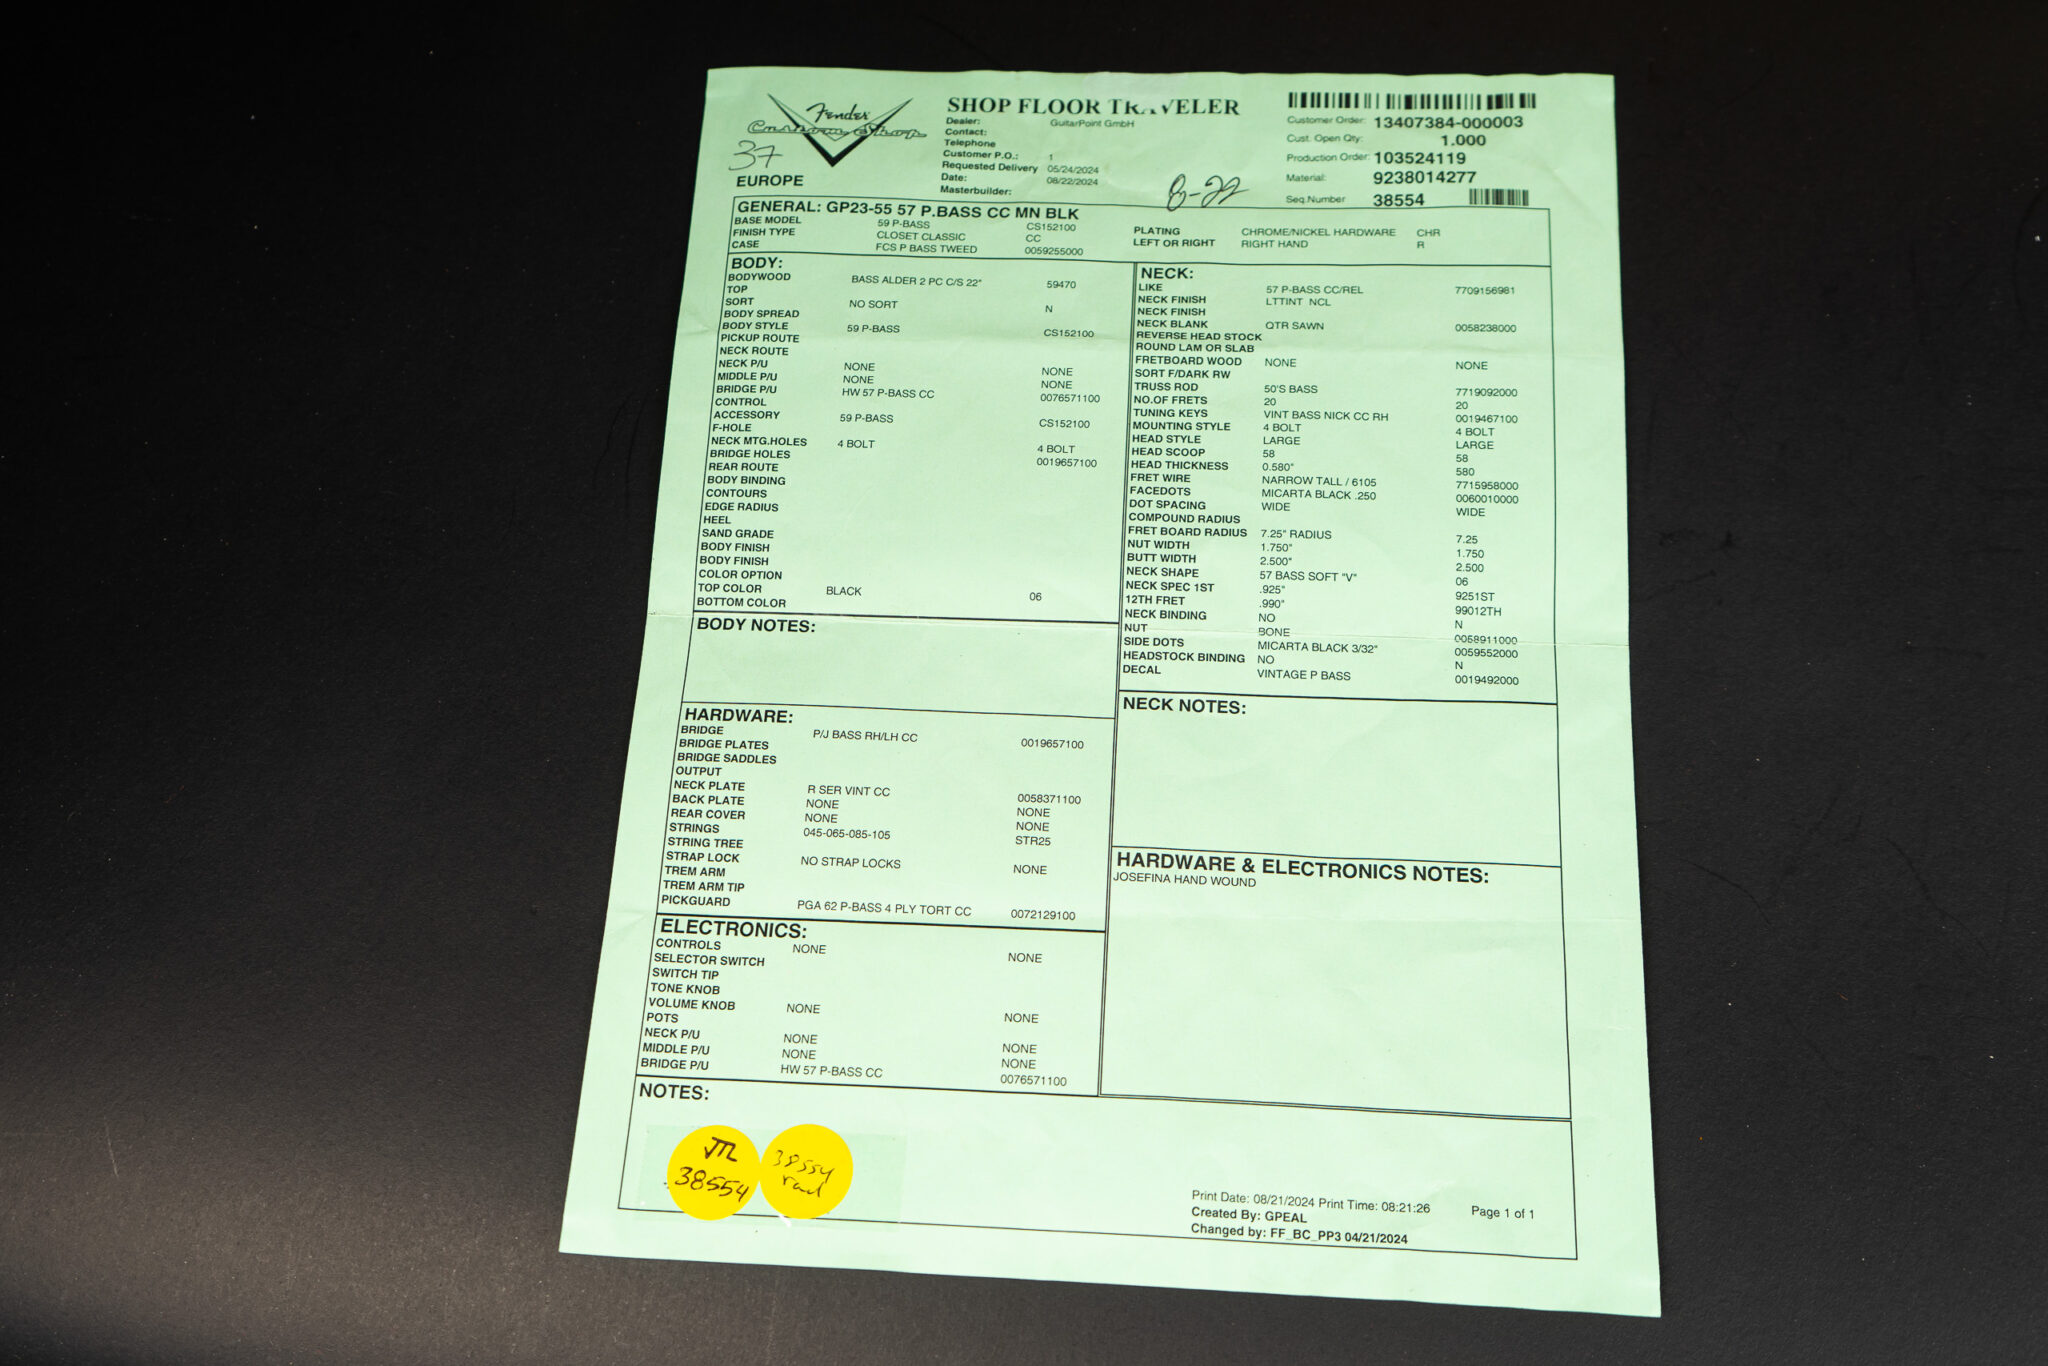 Fender
Custom Shop
37
EUROPE
SHOP FLOOR TRAVELER
Dealer: GuitarPoint GmbH
Contact:
Telephone
Customer P.O.: 1
Requested Delivery 05/24/2024
Date: 08/22/2024
Masterbuilder:
8-22
Customer Order: 13407384-000003
Cust. Open Qty: 1.000
Production Order: 103524119
Material: 9238014277
Seq.Number 38554
GENERAL: GP23-55 57 P.BASS CC MN BLK
BASE MODEL 59 P-BASS CS152100
FINISH TYPE CLOSET CLASSIC CC
CASE FCS P BASS TWEED 0059255000
PLATING CHROME/NICKEL HARDWARE CHR
LEFT OR RIGHT RIGHT HAND R
BODY:
BODYWOOD BASS ALDER 2 PC C/S 22" 59470
TOP
SORT NO SORT N
BODY SPREAD
BODY STYLE 59 P-BASS CS152100
PICKUP ROUTE
NECK ROUTE
NECK P/U NONE NONE
MIDDLE P/U NONE NONE
BRIDGE P/U HW 57 P-BASS CC 0076571100
CONTROL
ACCESSORY 59 P-BASS CS152100
F-HOLE
NECK MTG.HOLES 4 BOLT 4 BOLT
BRIDGE HOLES 0019657100
REAR ROUTE
BODY BINDING
CONTOURS
EDGE RADIUS
HEEL
SAND GRADE
BODY FINISH
BODY FINISH
COLOR OPTION
TOP COLOR BLACK 06
BOTTOM COLOR
BODY NOTES:
HARDWARE:
BRIDGE P/J BASS RH/LH CC 0019657100
BRIDGE PLATES
BRIDGE SADDLES
OUTPUT
NECK PLATE R SER VINT CC 0058371100
BACK PLATE NONE NONE
REAR COVER NONE NONE
STRINGS 045-065-085-105 STR25
STRING TREE
STRAP LOCK NO STRAP LOCKS NONE
TREM ARM
TREM ARM TIP
PICKGUARD PGA 62 P-BASS 4 PLY TORT CC 0072129100
ELECTRONICS:
CONTROLS NONE NONE
SELECTOR SWITCH
SWITCH TIP
TONE KNOB
VOLUME KNOB NONE NONE
POTS
NECK P/U NONE NONE
MIDDLE P/U NONE NONE
BRIDGE P/U HW 57 P-BASS CC 0076571100
NECK:
LIKE 57 P-BASS CC/REL 7709156981
NECK FINISH LTTINT NCL
NECK FINISH
NECK BLANK QTR SAWN 0058238000
REVERSE HEAD STOCK
ROUND LAM OR SLAB
FRETBOARD WOOD NONE NONE
SORT F/DARK RW
TRUSS ROD 50'S BASS 7719092000
NO.OF FRETS 20 20
TUNING KEYS VINT BASS NICK CC RH 0019467100
MOUNTING STYLE 4 BOLT 4 BOLT
HEAD STYLE LARGE LARGE
HEAD SCOOP 58 58
HEAD THICKNESS 0.580" 580
FRET WIRE NARROW TALL / 6105 7715958000
FACEDOTS MICARTA BLACK .250 0060010000
DOT SPACING WIDE WIDE
COMPOUND RADIUS
FRET BOARD RADIUS 7.25" RADIUS 7.25
NUT WIDTH 1.750" 1.750
BUTT WIDTH 2.500" 2.500
NECK SHAPE 57 BASS SOFT "V" 06
NECK SPEC 1ST .925" 9251ST
12TH FRET .990" 99012TH
NECK BINDING NO N
NUT BONE 0058911000
SIDE DOTS MICARTA BLACK 3/32" 0059552000
HEADSTOCK BINDING NO N
DECAL VINTAGE P BASS 0019492000
NECK NOTES:
HARDWARE & ELECTRONICS NOTES:
JOSEFINA HAND WOUND
NOTES:
38554
38554
Print Date: 08/21/2024 Print Time: 08:21:26 Page 1 of 1
Created By: GPEAL
Changed by: FF_BC_PP3 04/21/2024